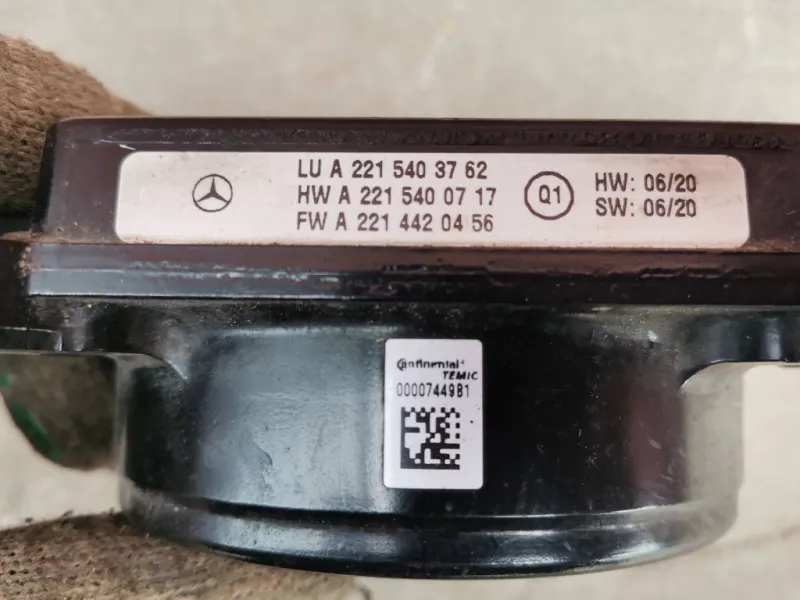 LU A 221 540 37 62
HW A 221 540 07 17
FW A 221 442 04 56
Q1
HW: 06/20
SW: 06/20
Continental
TEMIC
0000744981